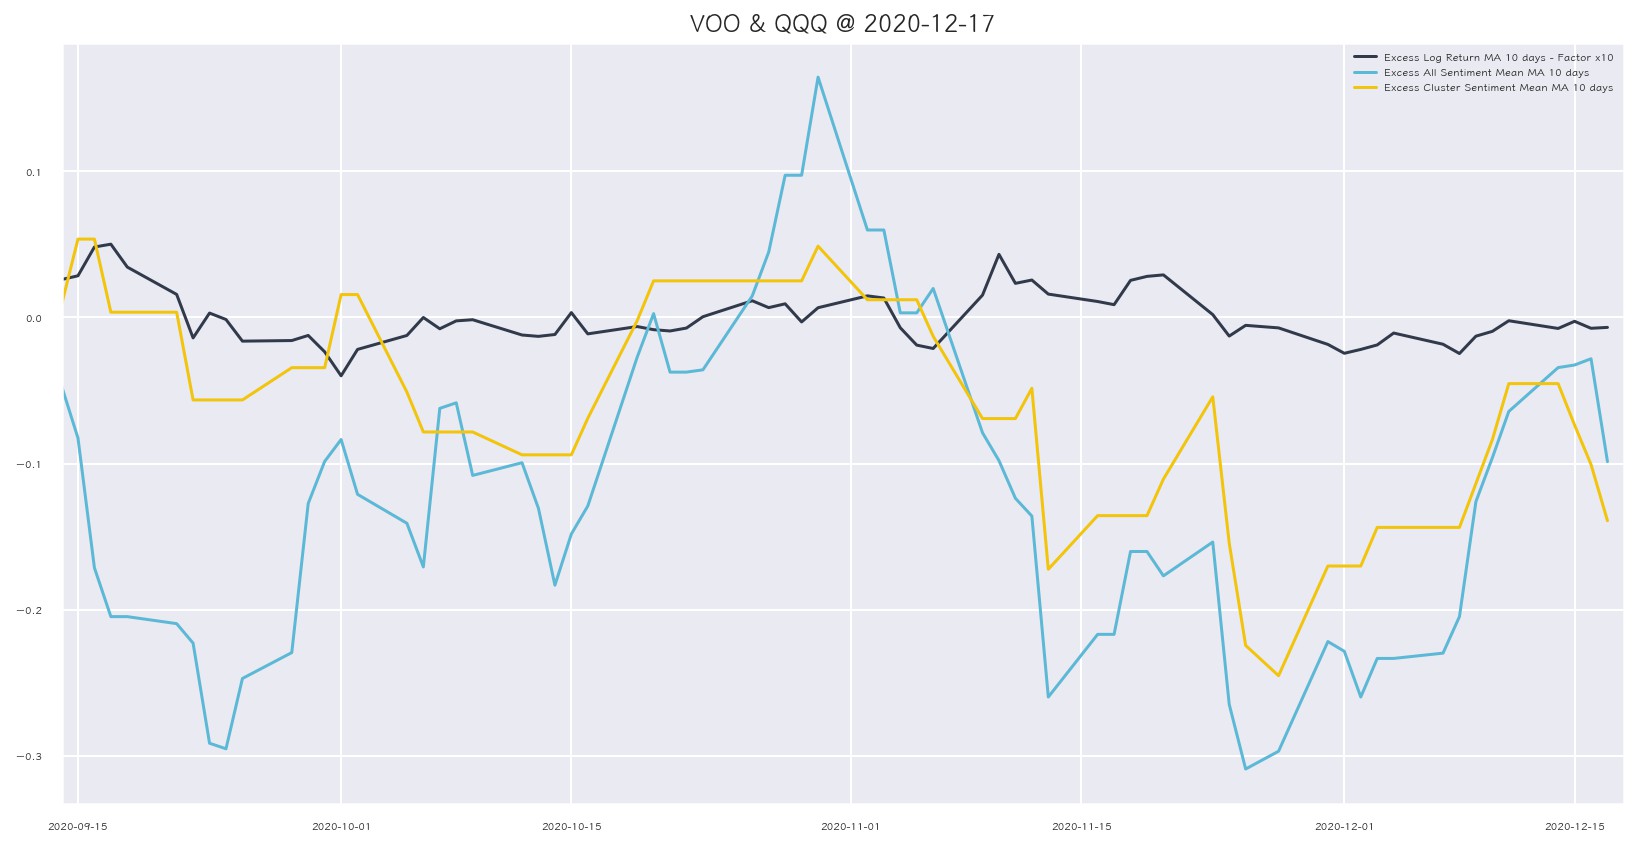 VOO & QQQ @ 2020-12-17
Excess Log Return MA 10 days - Factor x10
Excess All Sentiment Mean MA 10 days
Excess Cluster Sentiment Mean MA 10 days
0.1
0.0
−0.1
−0.2
−0.3
2020-09-15 2020-10-01 2020-10-15 2020-11-01 2020-11-15 2020-12-01 2020-12-15